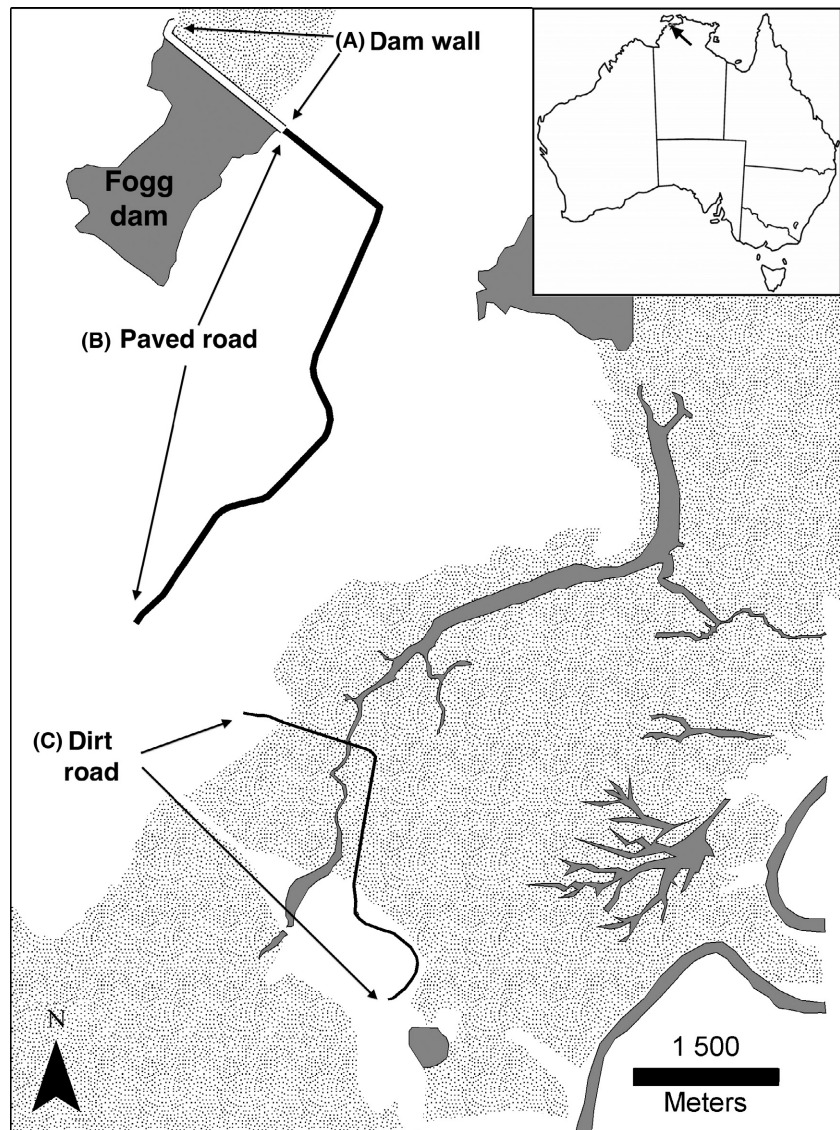 (A) Dam wall
Fogg
dam
(B) Paved road
(C) Dirt
road
N
1 500
Meters